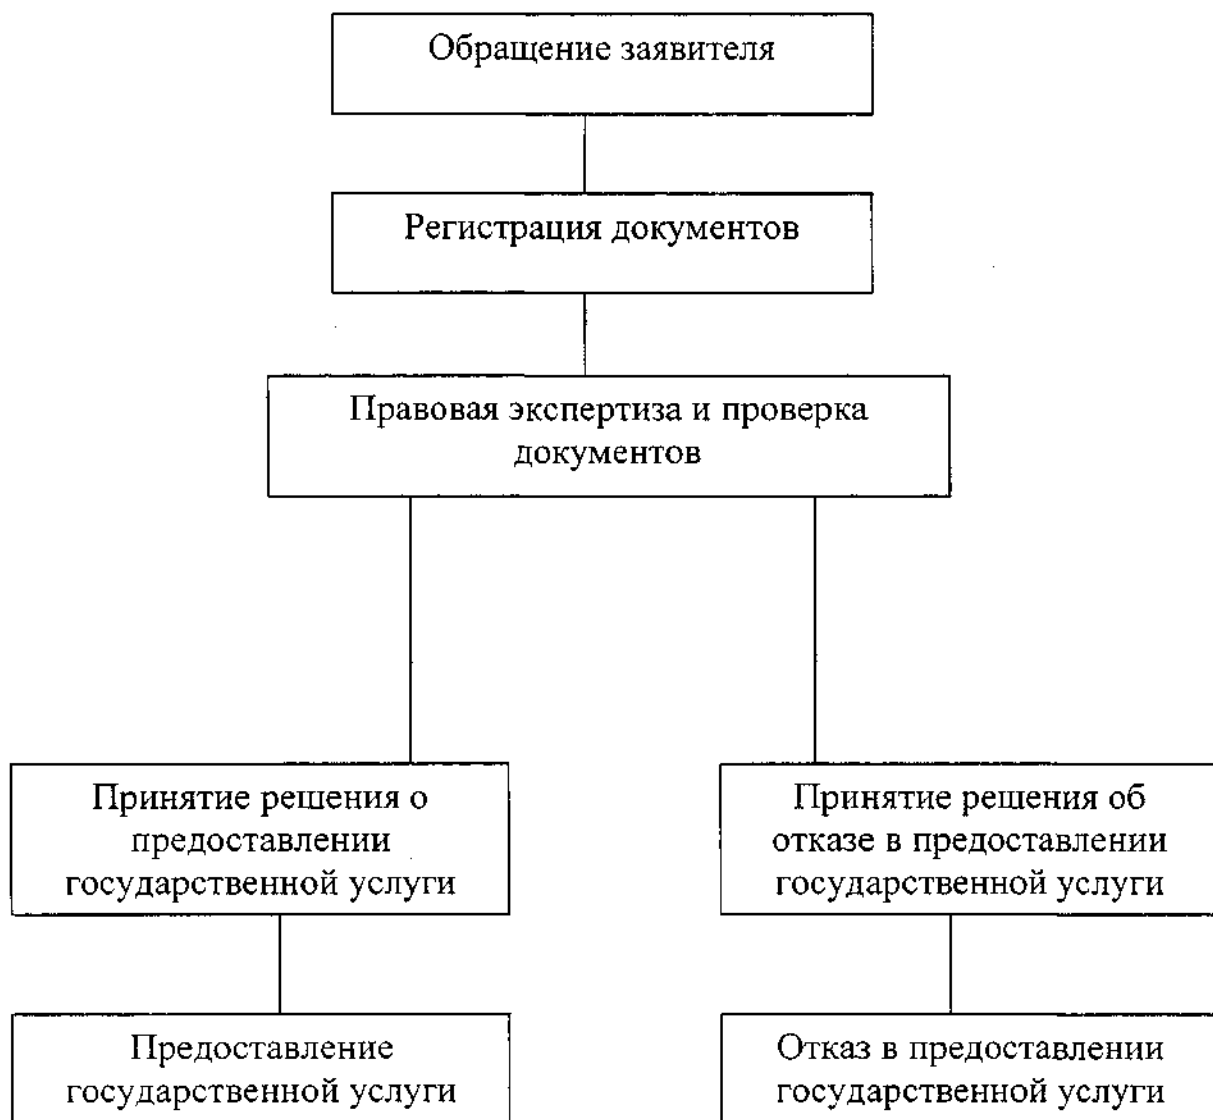 Обращение заявителя
Регистрация документов
Правовая экспертиза и проверка
документов
Принятие решения о
предоставлении
государственной услуги
Принятие решения об
отказе в предоставлении
государственной услуги
Предоставление
государственной услуги
Отказ в предоставлении
государственной услуги